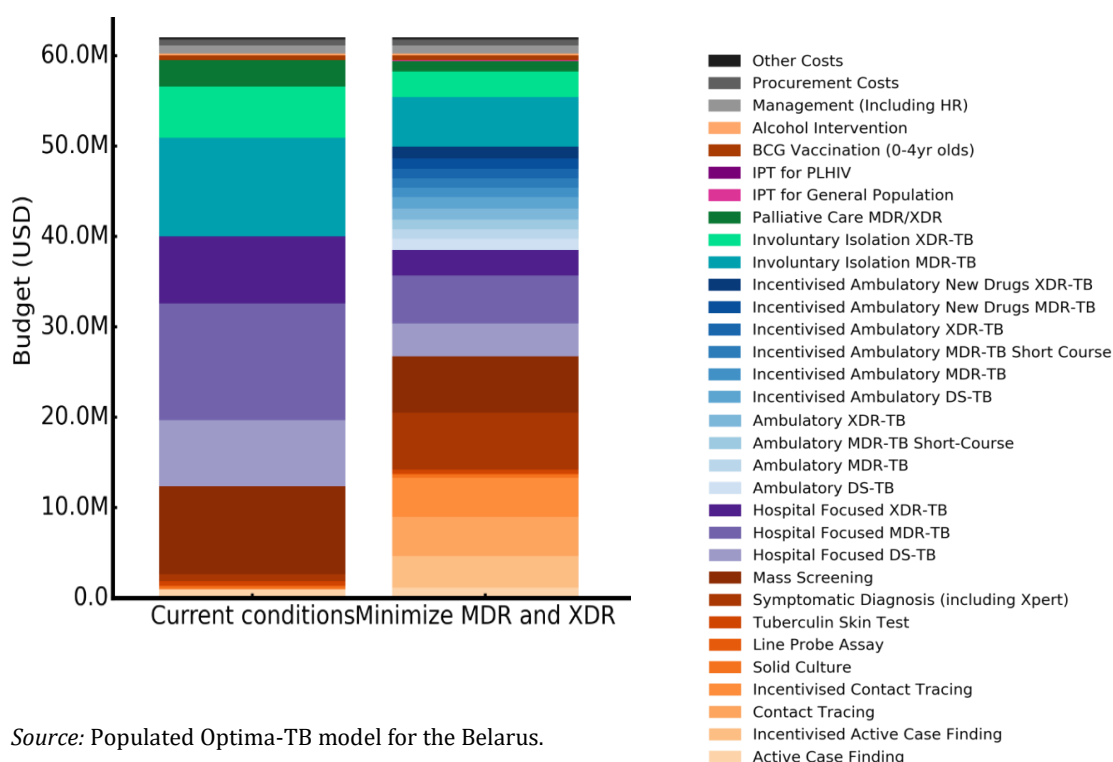 60.0M
50.0M
40.0M
30.0M
20.0M
10.0M
0.0
Budget (USD)
Current conditions
Minimize MDR and XDR
Other Costs
Procurement Costs
Management (Including HR)
Alcohol Intervention
BCG Vaccination (0-4yr olds)
IPT for PLHIV
IPT for General Population
Palliative Care MDR/XDR
Involuntary Isolation XDR-TB
Involuntary Isolation MDR-TB
Incentivised Ambulatory New Drugs XDR-TB
Incentivised Ambulatory New Drugs MDR-TB
Incentivised Ambulatory XDR-TB
Incentivised Ambulatory MDR-TB Short Course
Incentivised Ambulatory MDR-TB
Incentivised Ambulatory DS-TB
Ambulatory XDR-TB
Ambulatory MDR-TB Short-Course
Ambulatory MDR-TB
Ambulatory DS-TB
Hospital Focused XDR-TB
Hospital Focused MDR-TB
Hospital Focused DS-TB
Mass Screening
Symptomatic Diagnosis (including Xpert)
Tuberculin Skin Test
Line Probe Assay
Solid Culture
Incentivised Contact Tracing
Contact Tracing
Incentivised Active Case Finding
Active Case Finding
Source: Populated Optima-TB model for the Belarus.